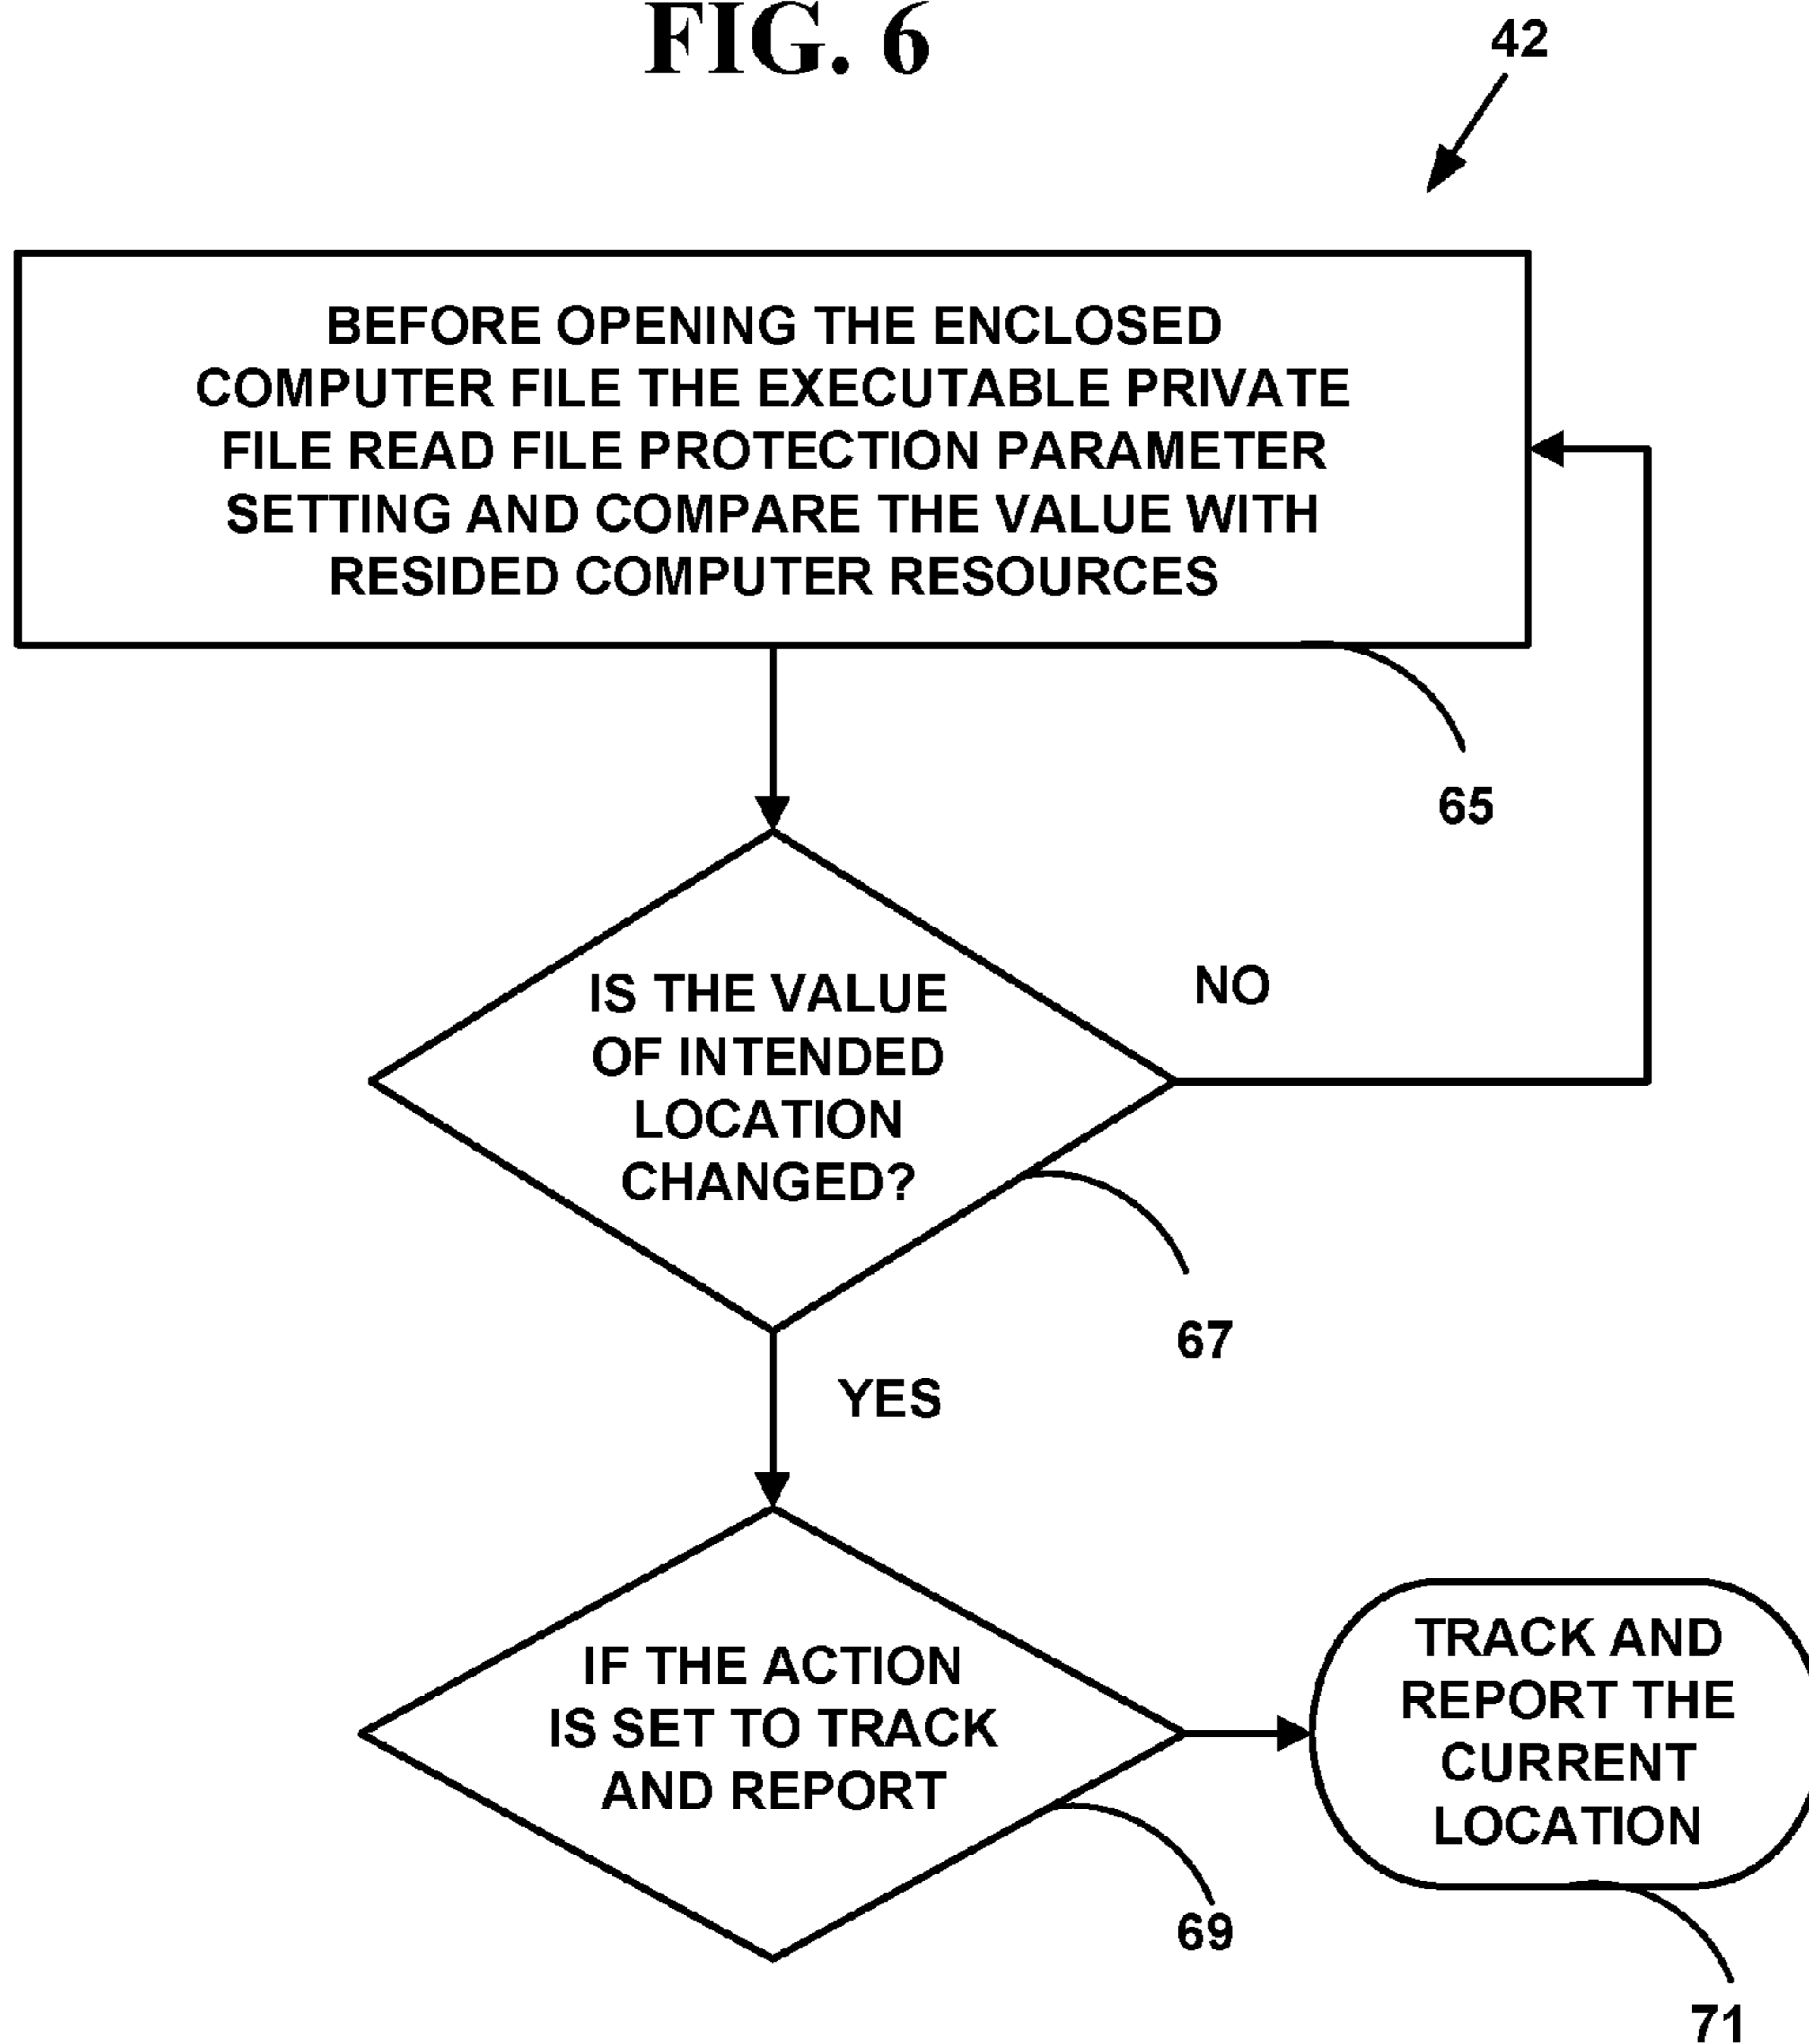 FIG. 6
42
BEFORE OPENING THE ENCLOSED
COMPUTER FILE THE EXECUTABLE PRIVATE
FILE READ FILE PROTECTION PARAMETER
SETTING AND COMPARE THE VALUE WITH
RESIDED COMPUTER RESOURCES
65
IS THE VALUE
OF INTENDED
LOCATION
CHANGED?
NO
67
YES
IF THE ACTION
IS SET TO TRACK
AND REPORT
69
TRACK AND
REPORT THE
CURRENT
LOCATION
71